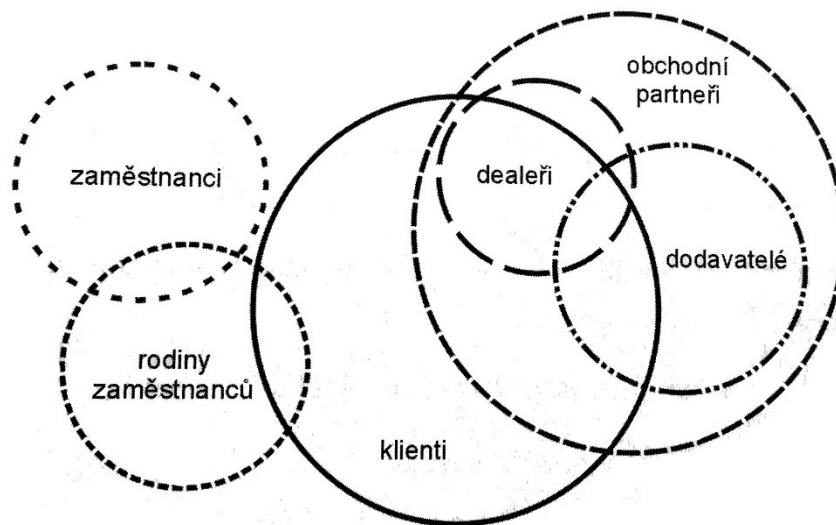 obchodní
partneři
zaměstnanci
dealeři
dodavatelé
rodiny
zaměstnanců
klienti